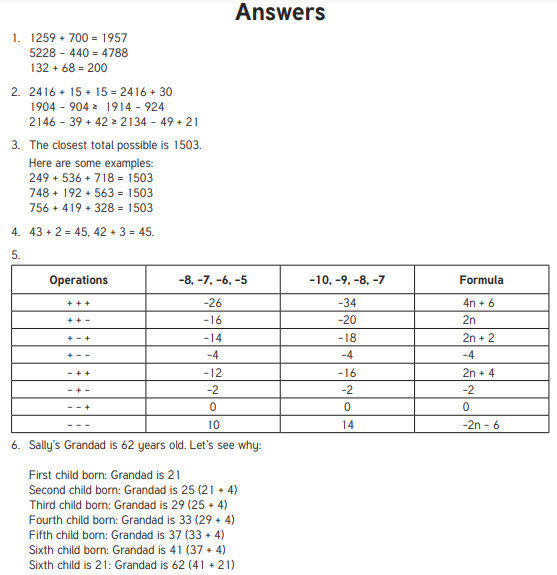 Answers
1. 1259 + 700 = 1957
5228 - 440 = 4788
132 + 68 = 200
2. 2416 + 15 + 15 = 2416 + 30
1904 - 904 ≥ 1914 - 924
2146 - 39 + 42 ≥ 2134 - 49 + 21
3. The closest total possible is 1503.
Here are some examples:
249 + 536 + 718 = 1503
748 + 192 + 563 = 1503
756 + 419 + 328 = 1503
4. 43 + 2 = 45, 42 + 3 = 45.
5.
Operations -8, -7, -6, -5 -10, -9, -8, -7 Formula
+ + + -26 -34 4n + 6
+ + - -16 -20 2n
+ - + -14 -18 2n + 2
+ - - -4 -4 -4
- + + -12 -16 2n + 4
- + - -2 -2 -2
- - + 0 0 0
- - - 10 14 -2n - 6
6. Sally's Grandad is 62 years old. Let's see why:
First child born: Grandad is 21
Second child born: Grandad is 25 (21 + 4)
Third child born: Grandad is 29 (25 + 4)
Fourth child born: Grandad is 33 (29 + 4)
Fifth child born: Grandad is 37 (33 + 4)
Sixth child born: Grandad is 41 (37 + 4)
Sixth child is 21: Grandad is 62 (41 + 21)